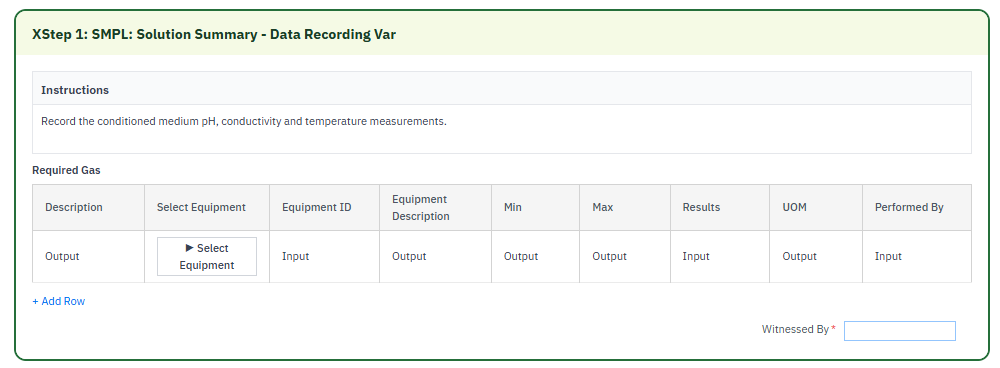 XStep 1: SMPL: Solution Summary - Data Recording Var
Instructions
Record the conditioned medium pH, conductivity and temperature measurements.
Required Gas
Description Select Equipment Equipment ID Equipment Description Min Max Results UOM Performed By
Output ▶ Select Equipment Input Output Output Output Input Output Input
+ Add Row
Witnessed By *